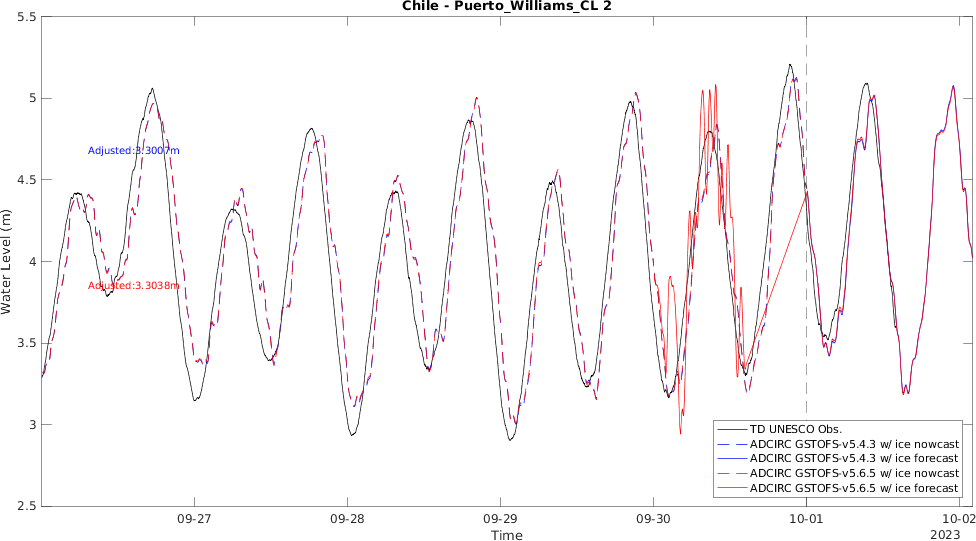 Chile - Puerto_Williams_CL 2
5.5
5
4.5
4
3.5
3
2.5
Water Level (m)
Adjusted:3.3007m
Adjusted:3.3038m
TD UNESCO Obs.
ADCIRC GSTOFS-v5.4.3 w/ ice nowcast
ADCIRC GSTOFS-v5.4.3 w/ ice forecast
ADCIRC GSTOFS-v5.6.5 w/ ice nowcast
ADCIRC GSTOFS-v5.6.5 w/ ice forecast
09-27
09-28
09-29
09-30
10-01
10-02
Time
2023